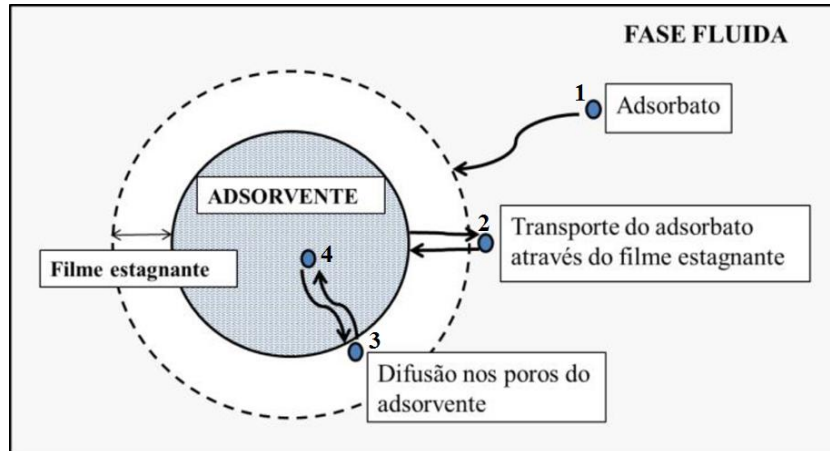 FASE FLUIDA
1
Adsorbato
ADSORVENTE
2
Transporte do adsorbato
através do filme estagnante
Filme estagnante
4
3
Difusão nos poros do
adsorvente